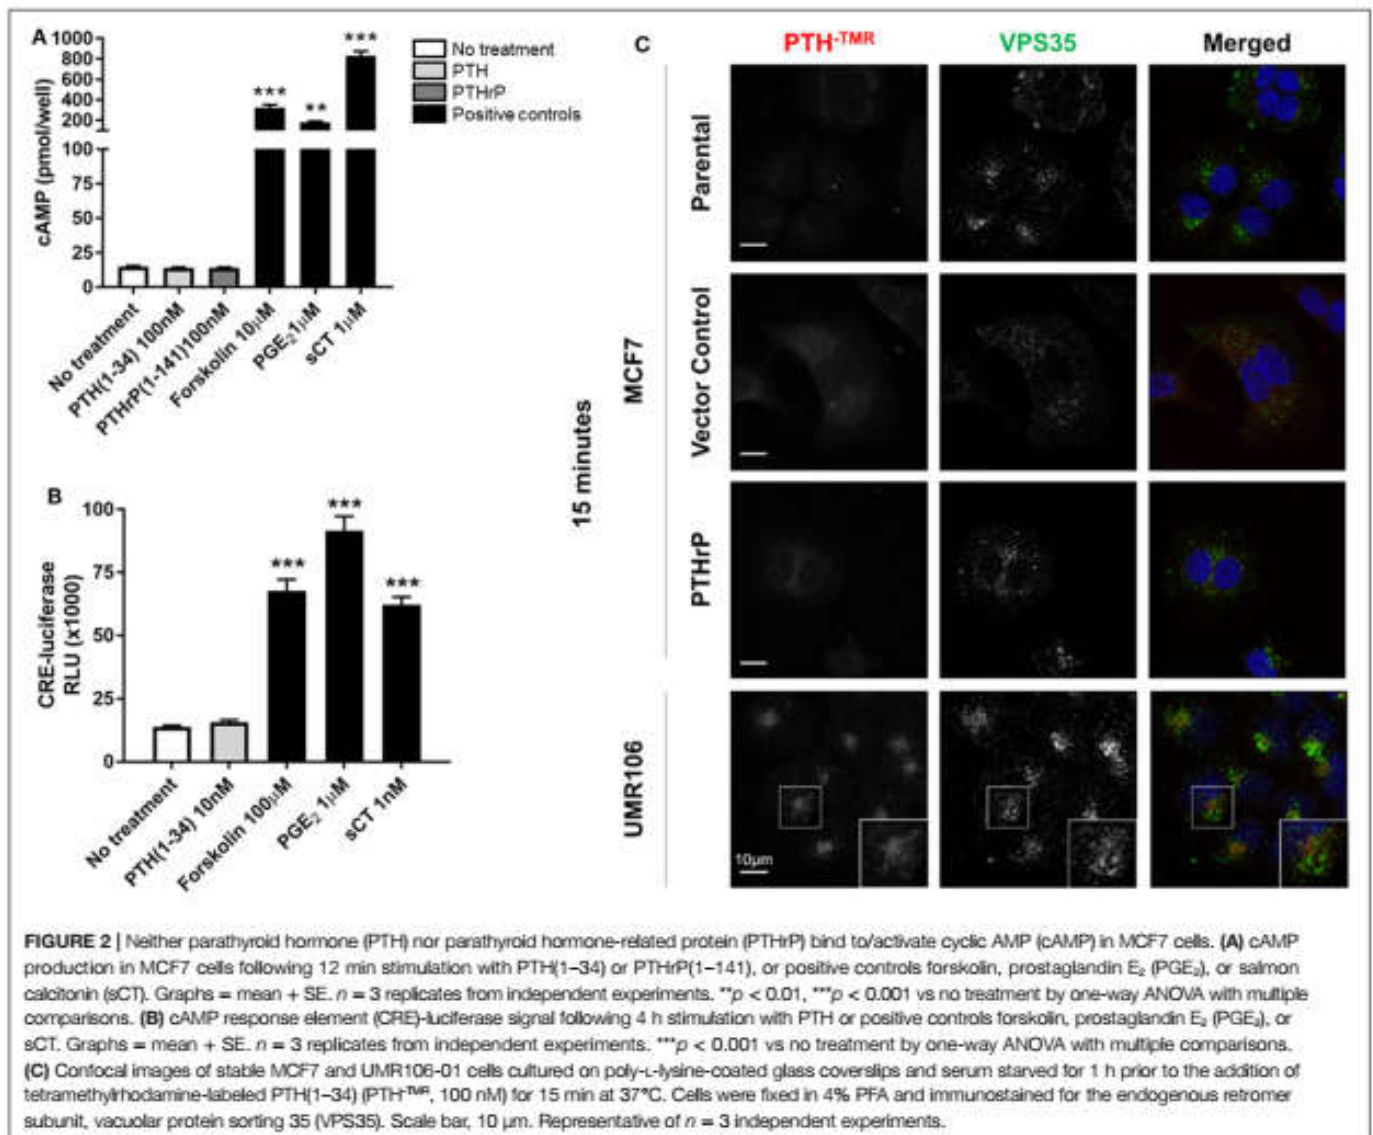 A
1000
800
600
400
200
100
75
50
25
0
cAMP (pmol/well)
***
**
***
No treatment
PTH(1-34) 100nM
PTHrP(1-141)100nM
Forskolin 10μM
PGE₂ 1μM
sCT 1μM
No treatment
PTH
PTHrP
Positive controls
B
100
75
50
25
0
CRE-luciferase
RLU (x1000)
***
***
***
No treatment
PTH(1-34) 10nM
Forskolin 100μM
PGE₂ 1μM
sCT 1nM
C
PTH-TMR
VPS35
Merged
15 minutes
MCF7
Parental
Vector Control
PTHrP
UMR106
10μm
FIGURE 2 | Neither parathyroid hormone (PTH) nor parathyroid hormone-related protein (PTHrP) bind to/activate cyclic AMP (cAMP) in MCF7 cells. (A) cAMP
production in MCF7 cells following 12 min stimulation with PTH(1–34) or PTHrP(1–141), or positive controls forskolin, prostaglandin E₂ (PGE₂), or salmon
calcitonin (sCT). Graphs = mean + SE. n = 3 replicates from independent experiments. **p < 0.01, ***p < 0.001 vs no treatment by one-way ANOVA with multiple
comparisons. (B) cAMP response element (CRE)-luciferase signal following 4 h stimulation with PTH or positive controls forskolin, prostaglandin E₂ (PGE₂), or
sCT. Graphs = mean + SE. n = 3 replicates from independent experiments. ***p < 0.001 vs no treatment by one-way ANOVA with multiple comparisons.
(C) Confocal images of stable MCF7 and UMR106-01 cells cultured on poly-L-lysine-coated glass coverslips and serum starved for 1 h prior to the addition of
tetramethylrhodamine-labeled PTH(1–34) (PTH-TMR, 100 nM) for 15 min at 37°C. Cells were fixed in 4% PFA and immunostained for the endogenous retromer
subunit, vacuolar protein sorting 35 (VPS35). Scale bar, 10 μm. Representative of n = 3 independent experiments.